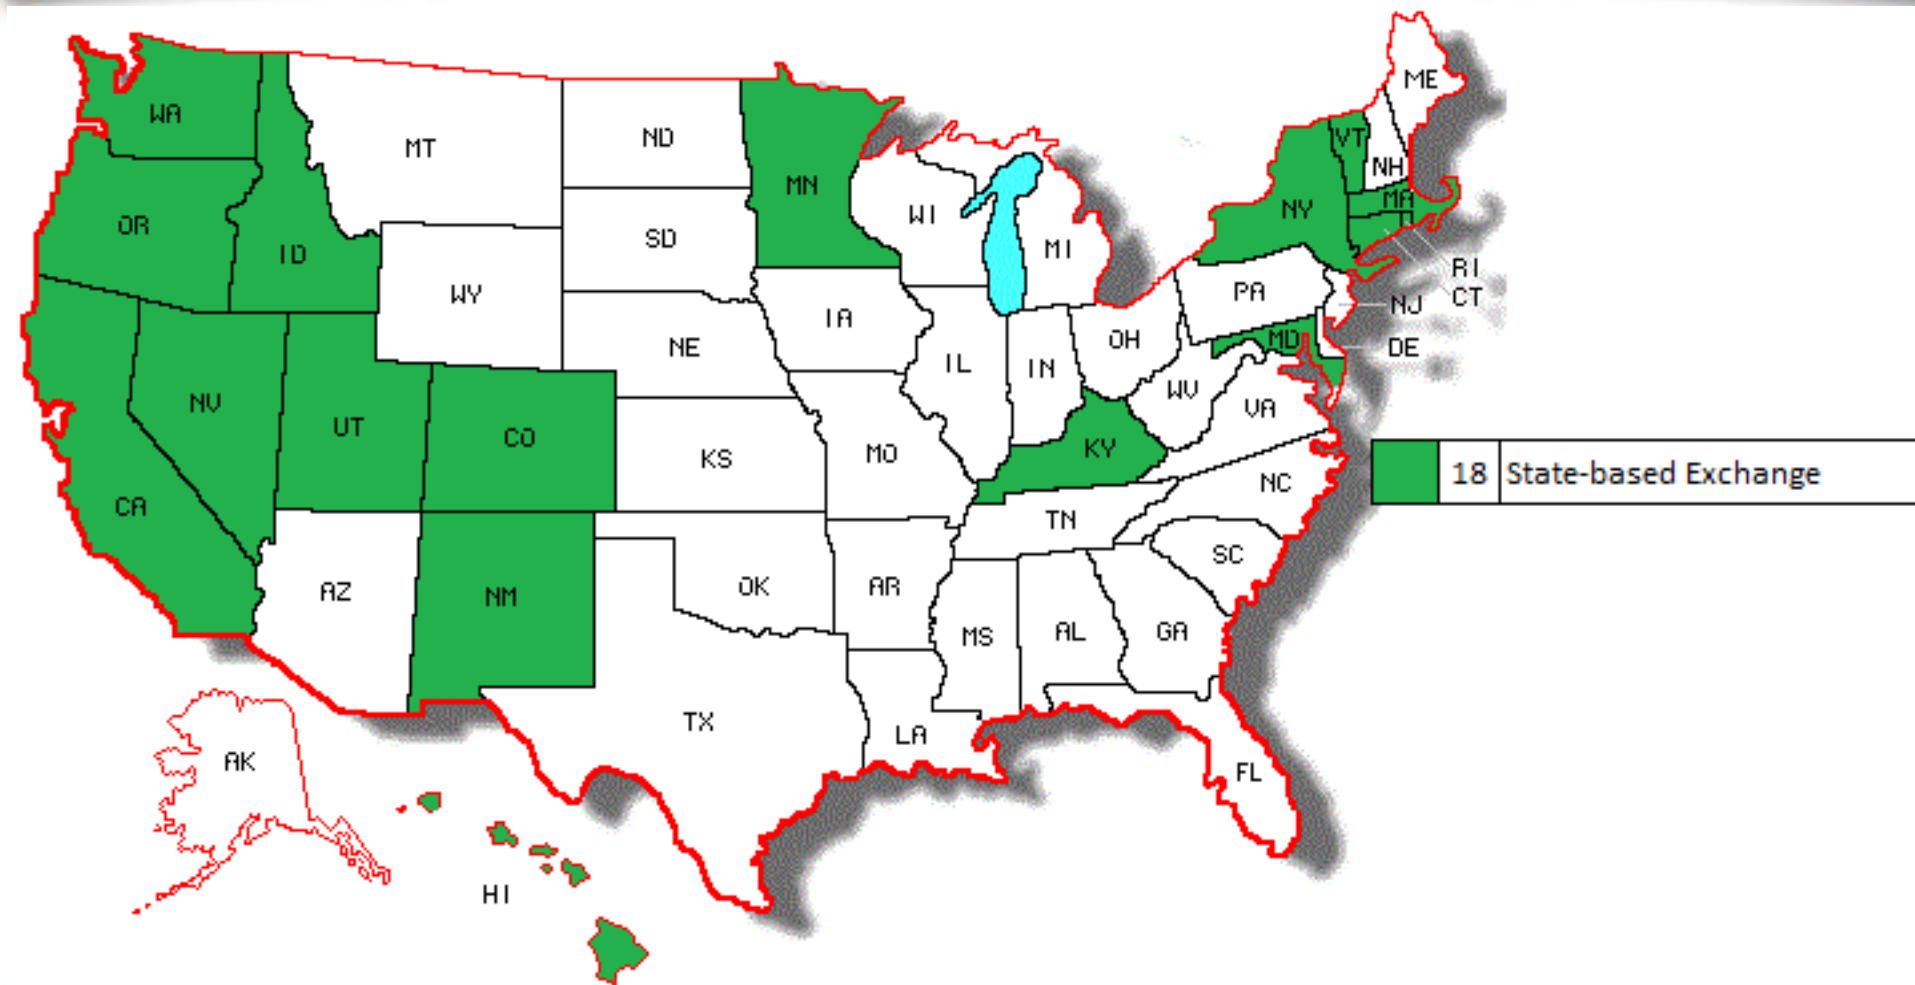 ME
WA
VT
MT
ND
NH
MN
MA
NY
WI
OR
SD
MI
ID
RI
PA
CT
WY
NJ
IA
MD
OH
NE
DE
IL
IN
WV
NV
VA
UT
CO
KY
MO
KS
18 State-based Exchange
NC
CA
TN
SC
OK
AR
AZ
NM
GA
AL
MS
TX
LA
AK
FL
HI